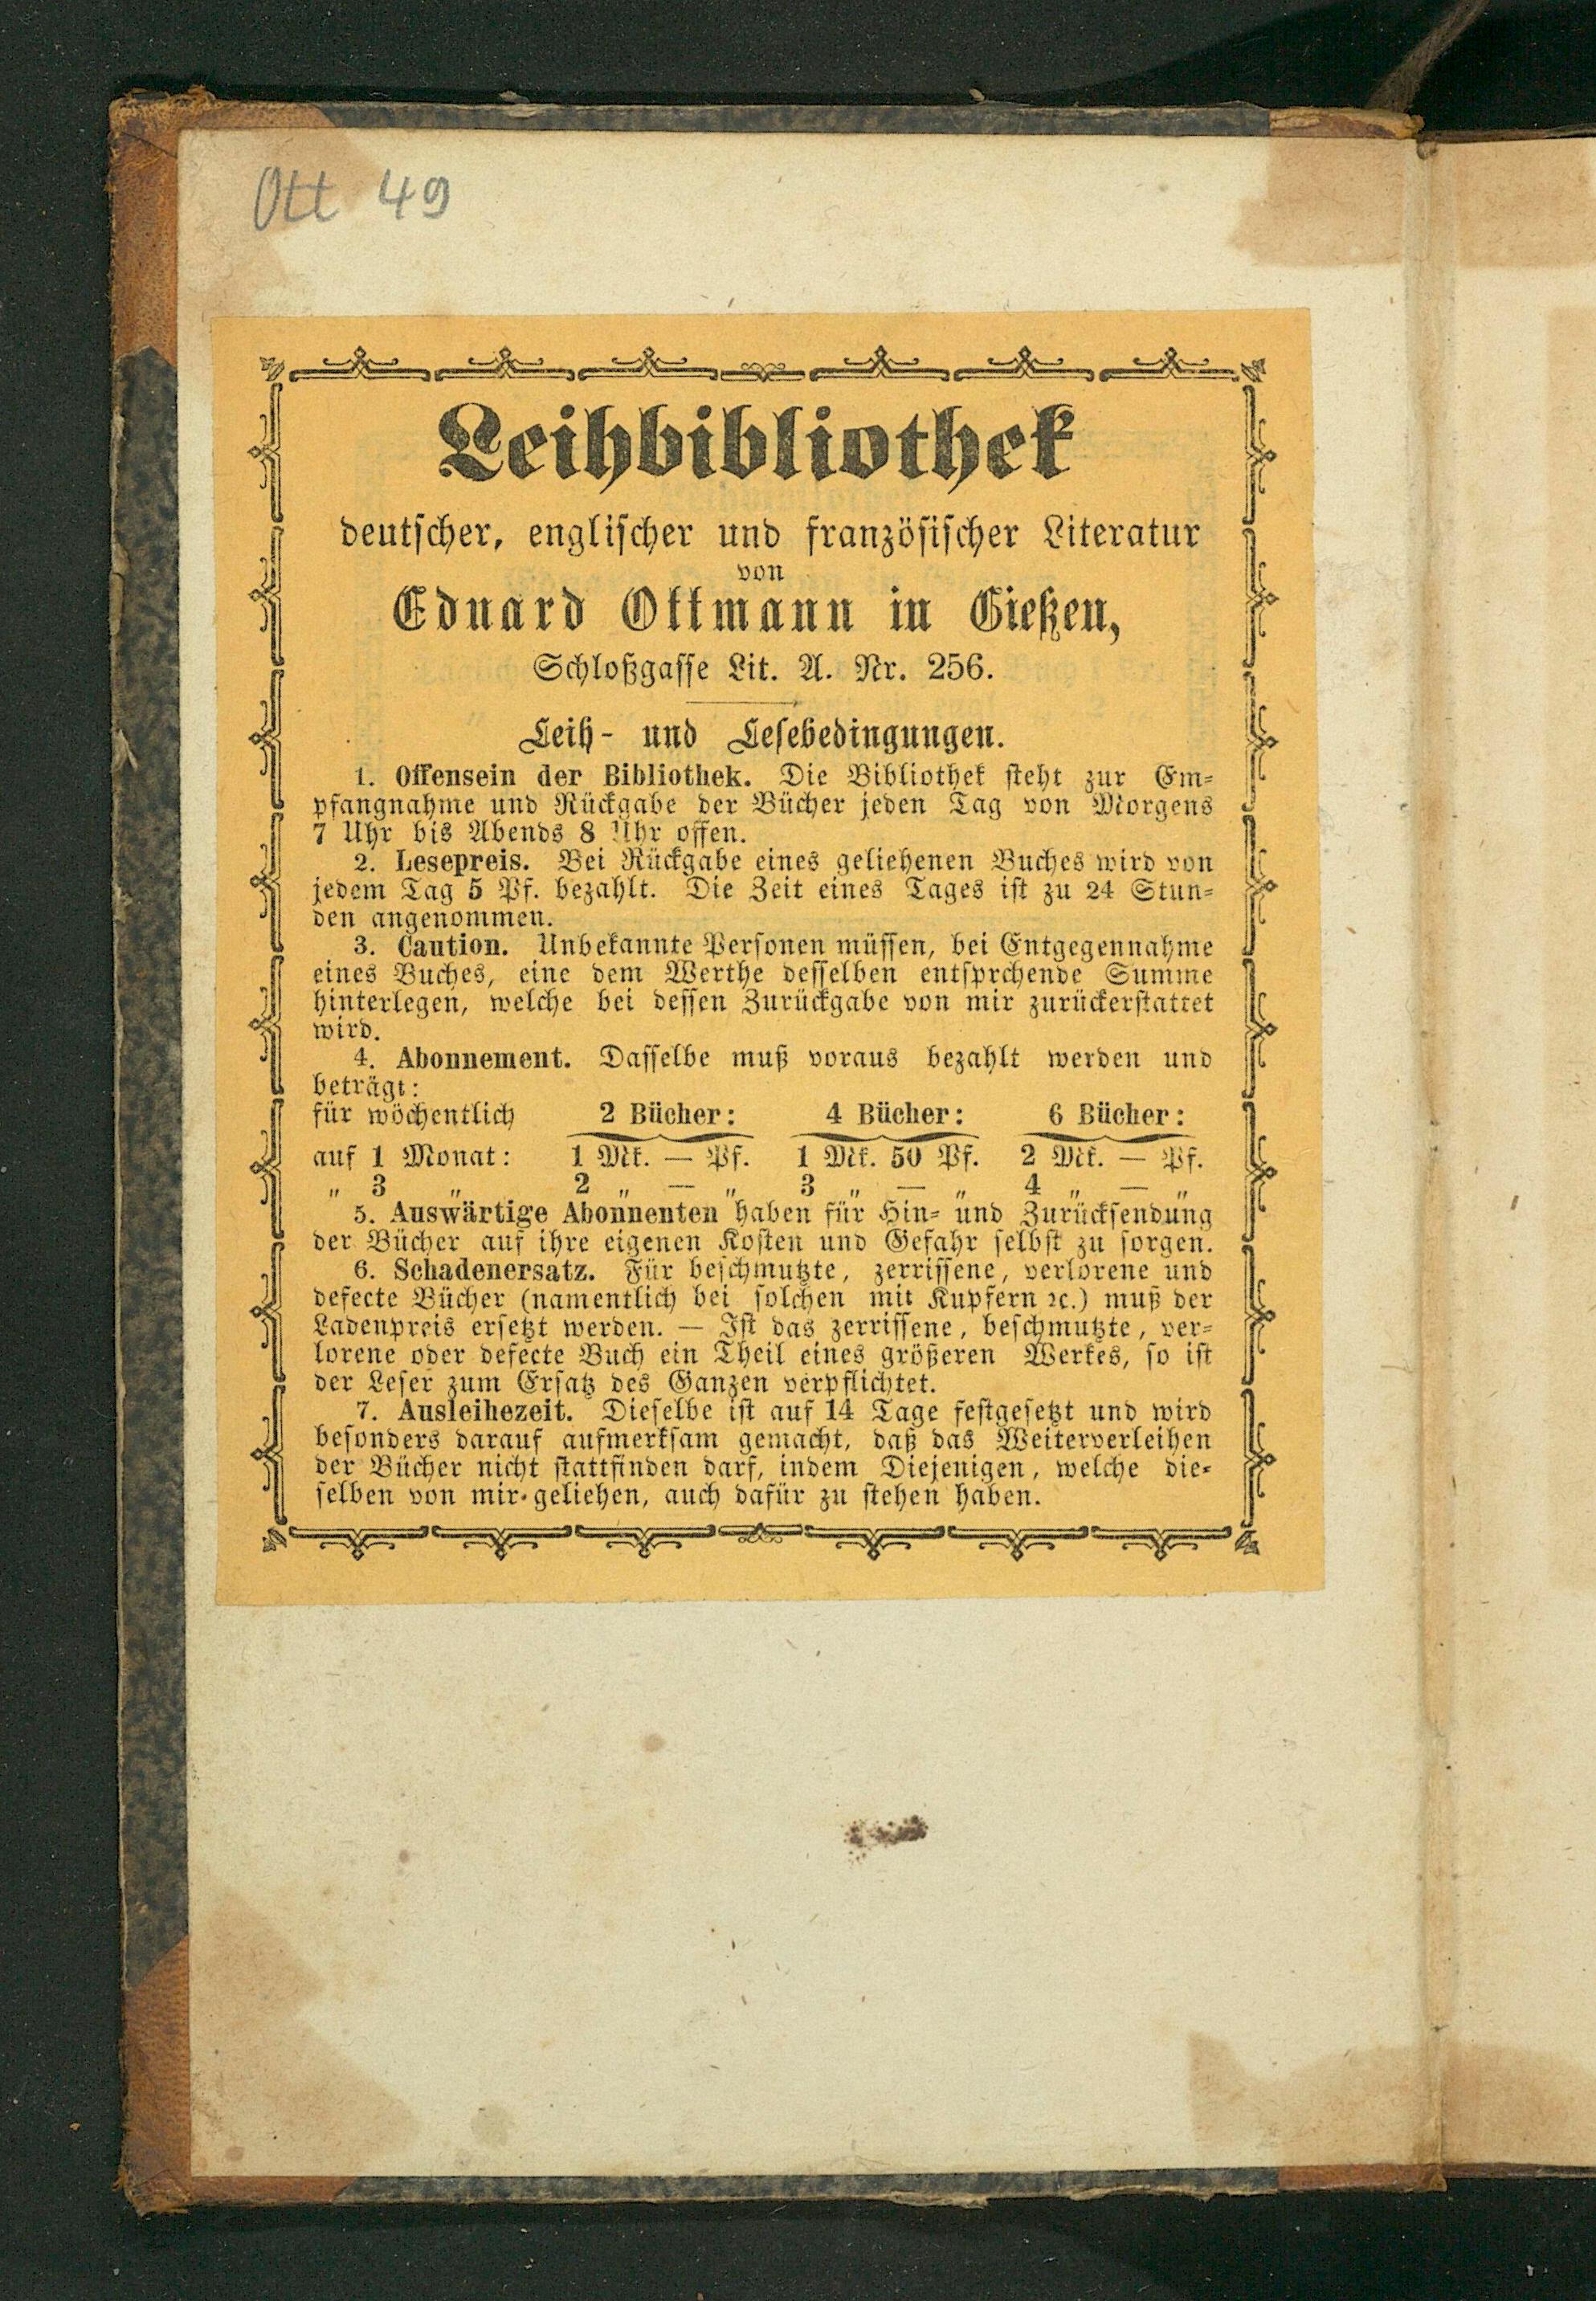 Ott 49
Leihbibliothek
deutscher, englischer und französischer Literatur
von
Eduard Ottmann in Gießen,
Schloßgasse Lit. A. Nr. 256.
Leih- und Lesebedingungen.
1. Offensein der Bibliothek. Die Bibliothek steht zur Em-
pfangnahme und Rückgabe der Bücher jeden Tag von Morgens
7 Uhr bis Abends 8 Uhr offen.
2. Lesepreis. Bei Rückgabe eines geliehenen Buches wird von
jedem Tag 5 Pf. bezahlt. Die Zeit eines Tages ist zu 24 Stun-
den angenommen.
3. Caution. Unbekannte Personen müssen, bei Entgegennahme
eines Buches, eine dem Werthe desselben entsprchende Summe
hinterlegen, welche bei dessen Zurückgabe von mir zurückerstattet
wird.
4. Abonnement. Dasselbe muß voraus bezahlt werden und
beträgt:
für wöchentlich 2 Bücher: 4 Bücher: 6 Bücher:
auf 1 Monat: 1 Mk. — Pf. 1 Mk. 50 Pf. 2 Mk. — Pf.
„ 3 „ 2 „ — „ 3 „ — „ 4 „ — „
5. Auswärtige Abonnenten haben für Hin- und Zurücksendung
der Bücher auf ihre eigenen Kosten und Gefahr selbst zu sorgen.
6. Schadenersatz. Für beschmutzte, zerrissene, verlorene und
defecte Bücher (namentlich bei solchen mit Kupfern ꝛc.) muß der
Ladenpreis ersetzt werden. — Ist das zerrissene, beschmutzte, ver-
lorene oder defecte Buch ein Theil eines größeren Werkes, so ist
der Leser zum Ersatz des Ganzen verpflichtet.
7. Ausleihezeit. Dieselbe ist auf 14 Tage festgesetzt und wird
besonders darauf aufmerksam gemacht, daß das Weiterverleihen
der Bücher nicht stattfinden darf, indem Diejenigen, welche die-
selben von mir geliehen, auch dafür zu stehen haben.